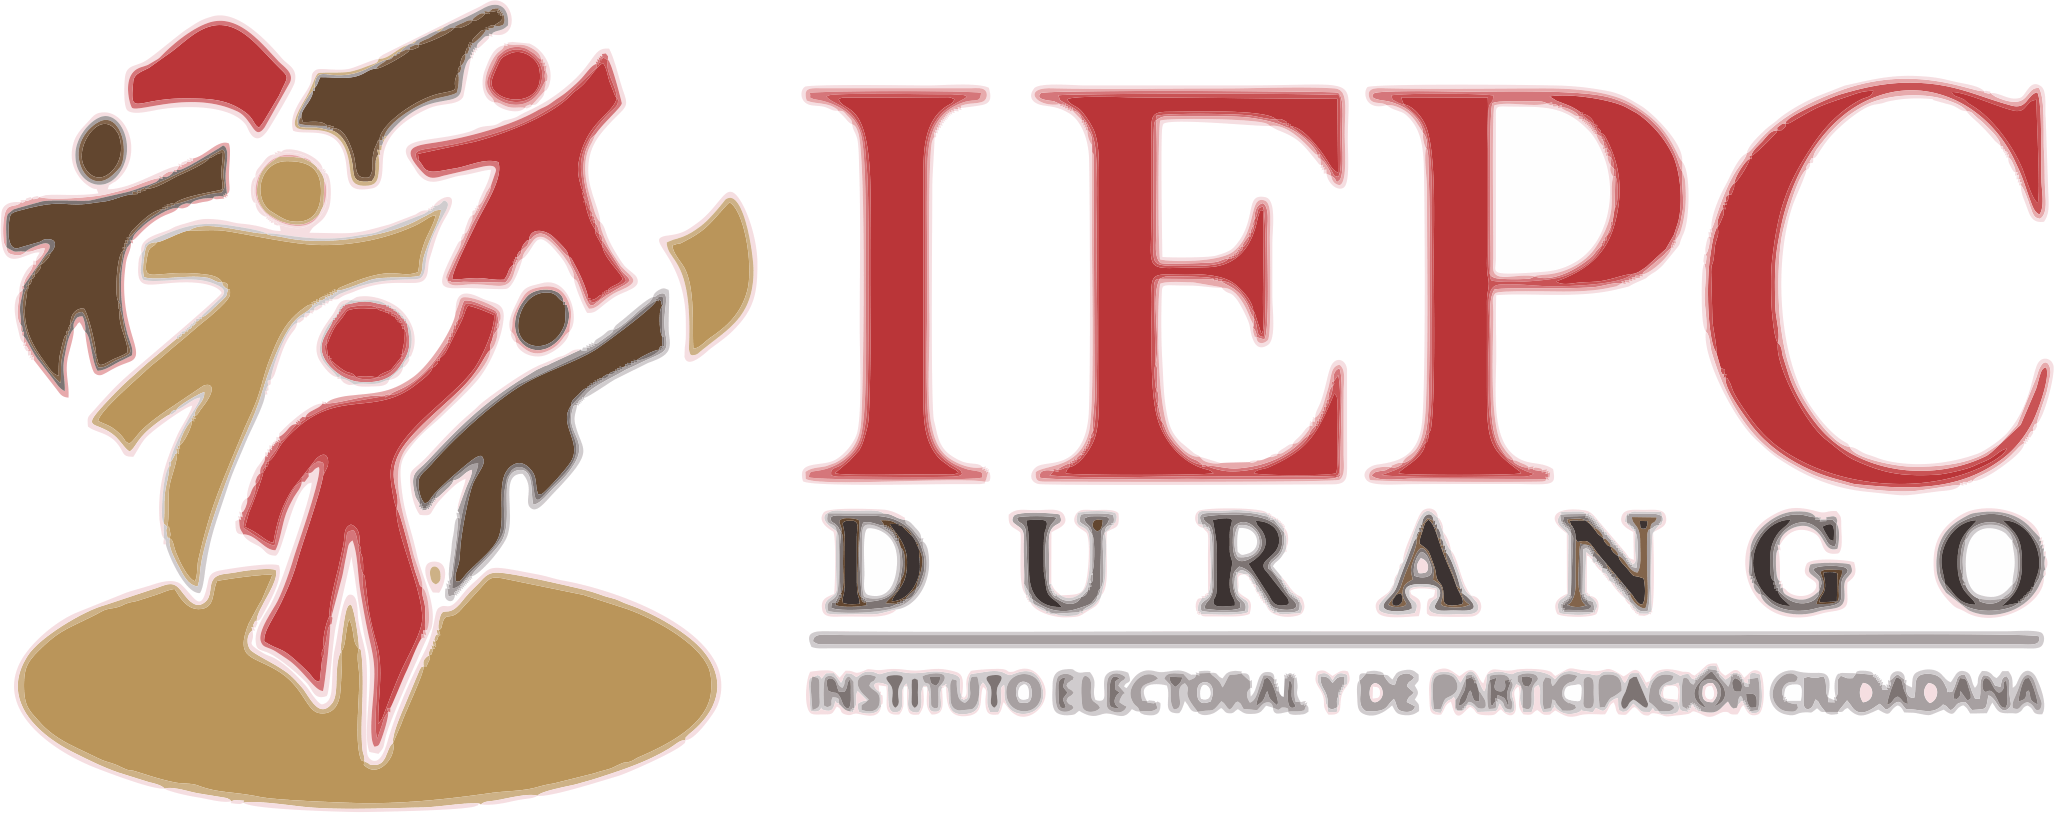 IEPC
DURANGO
INSTITUTO ELECTORAL Y DE PARTICIPACIÓN CIUDADANA